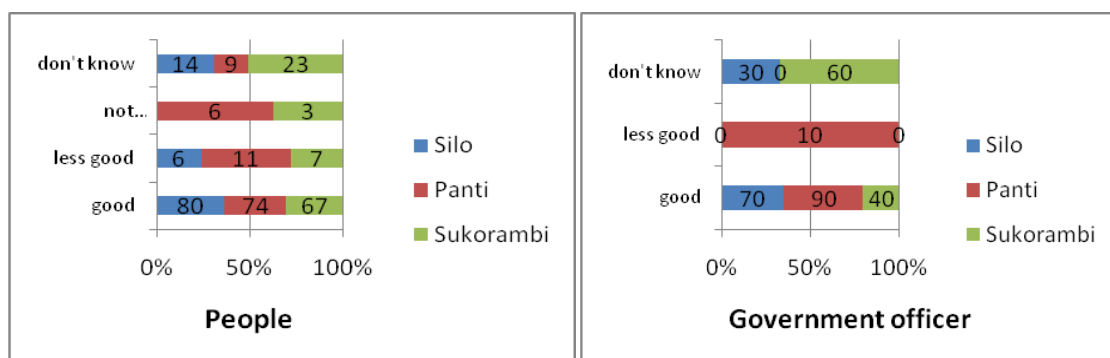 don't know
14 9 23
not...
6 3
less good
6 11 7
good
80 74 67
0% 50% 100%
Silo
Panti
Sukorambi
People
don't know
30 0 60
less good
0 10 0
good
70 90 40
0% 50% 100%
Silo
Panti
Sukorambi
Government officer